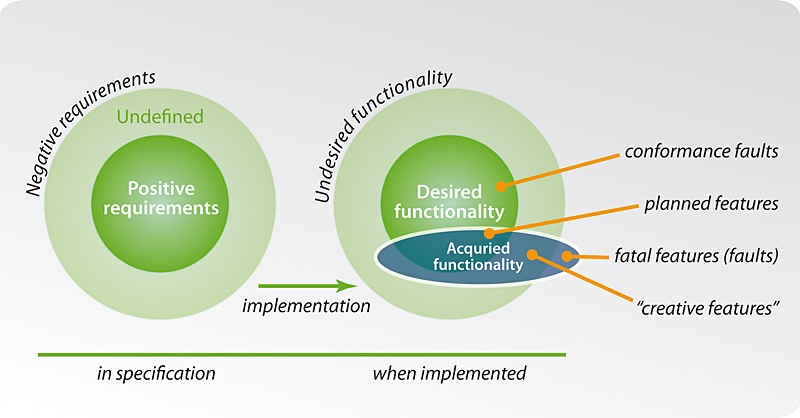 Negative requirements
Undefined
Positive
requirements
implementation
Undesired functionality
Desired
functionality
Acquried
functionality
conformance faults
planned features
fatal features (faults)
“creative features”
in specification
when implemented